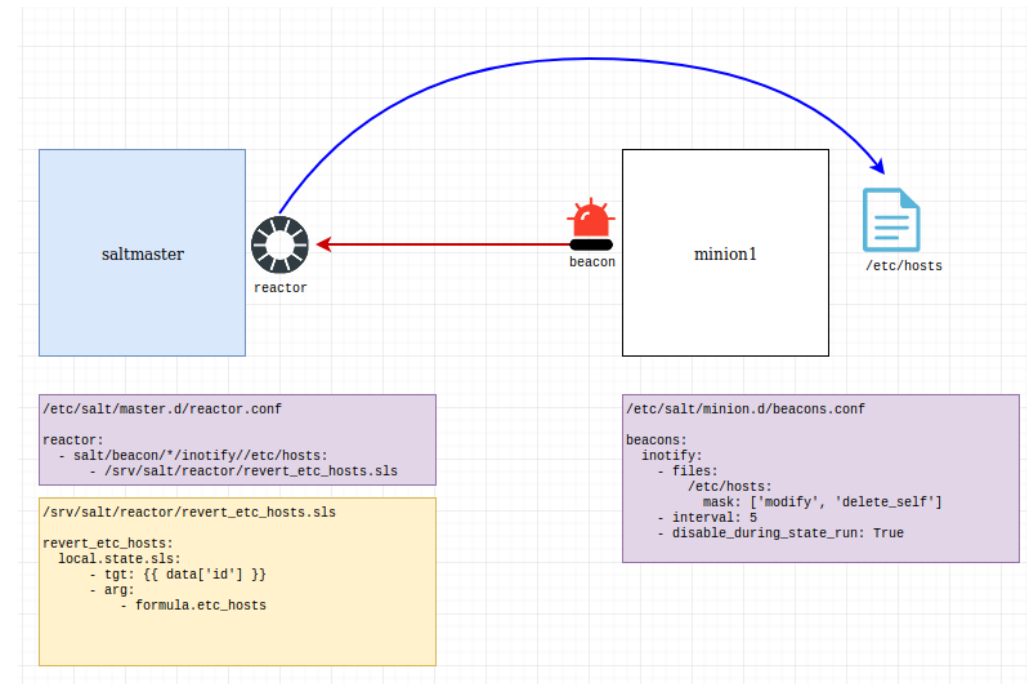 saltmaster
reactor
beacon
minion1
/etc/hosts
/etc/salt/master.d/reactor.conf
reactor:
  - salt/beacon/*/inotify//etc/hosts:
      - /srv/salt/reactor/revert_etc_hosts.sls
/srv/salt/reactor/revert_etc_hosts.sls
revert_etc_hosts:
  local.state.sls:
      - tgt: {{ data['id'] }}
      - arg:
          - formula.etc_hosts
/etc/salt/minion.d/beacons.conf
beacons:
  inotify:
    - files:
        /etc/hosts:
          mask: ['modify', 'delete_self']
    - interval: 5
    - disable_during_state_run: True